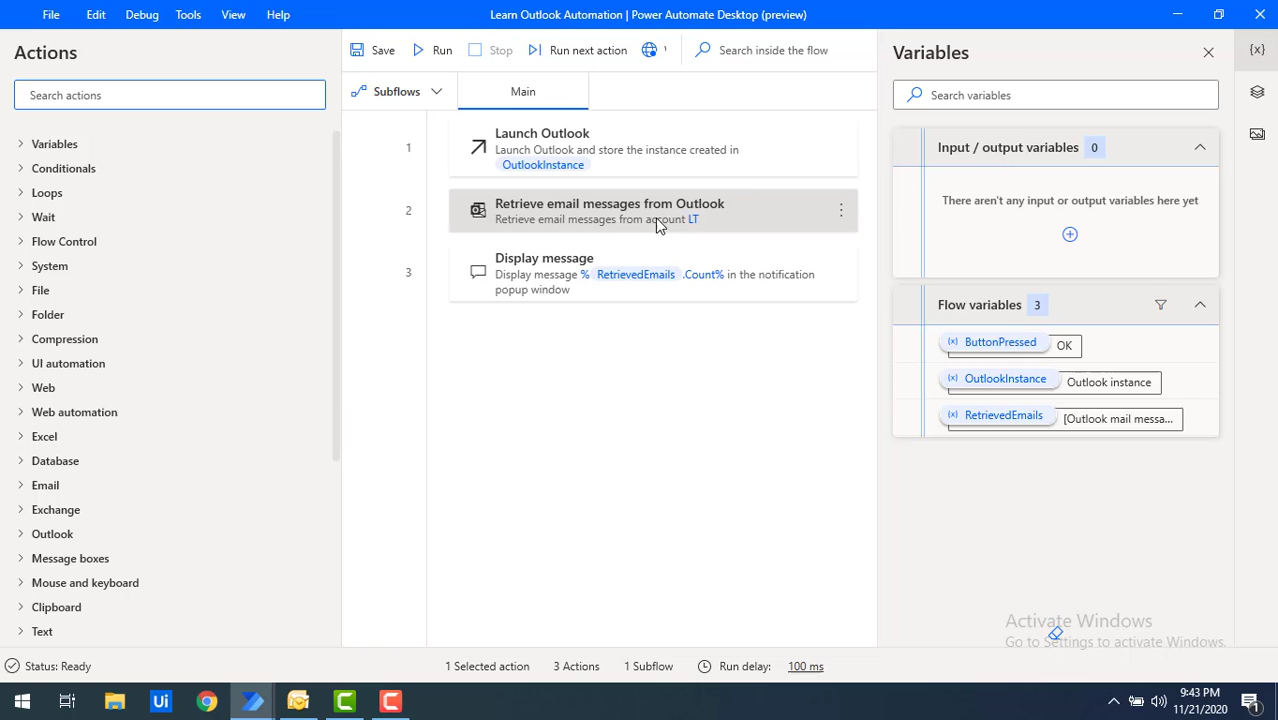 File Edit Debug Tools View Help Learn Outlook Automation | Power Automate Desktop (preview)
Actions
Search actions
Variables
Conditionals
Loops
Wait
Flow Control
System
File
Folder
Compression
UI automation
Web
Web automation
Excel
Database
Email
Exchange
Outlook
Message boxes
Mouse and keyboard
Clipboard
Text
Save Run Stop Run next action Search inside the flow
Subflows Main
1
Launch Outlook
Launch Outlook and store the instance created in
OutlookInstance
2
Retrieve email messages from Outlook
Retrieve email messages from account LT
3
Display message
Display message % RetrievedEmails .Count% in the notification
popup window
Variables {x}
Search variables
Input / output variables 0
There aren't any input or output variables here yet
Flow variables 3
(x) ButtonPressed OK
(x) OutlookInstance Outlook instance
(x) RetrievedEmails [Outlook mail messa...
Activate Windows
Go to Settings to activate Windows.
Status: Ready 1 Selected action 3 Actions 1 Subflow Run delay: 100 ms
Ui
9:43 PM
11/21/2020
1